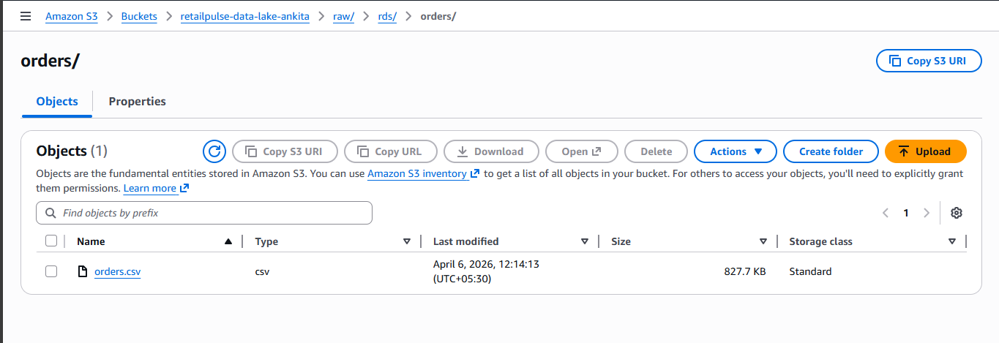 Amazon S3 > Buckets > retailpulse-data-lake-ankita > raw/ > rds/ > orders/
orders/
Copy S3 URI
Objects
Properties
Objects (1)
Copy S3 URI
Copy URL
Download
Open
Delete
Actions
Create folder
Upload
Objects are the fundamental entities stored in Amazon S3. You can use Amazon S3 inventory to get a list of all objects in your bucket. For others to access your objects, you'll need to explicitly grant
them permissions. Learn more
Find objects by prefix
1
Name
Type
Last modified
Size
Storage class
orders.csv
csv
April 6, 2026, 12:14:13
(UTC+05:30)
827.7 KB
Standard